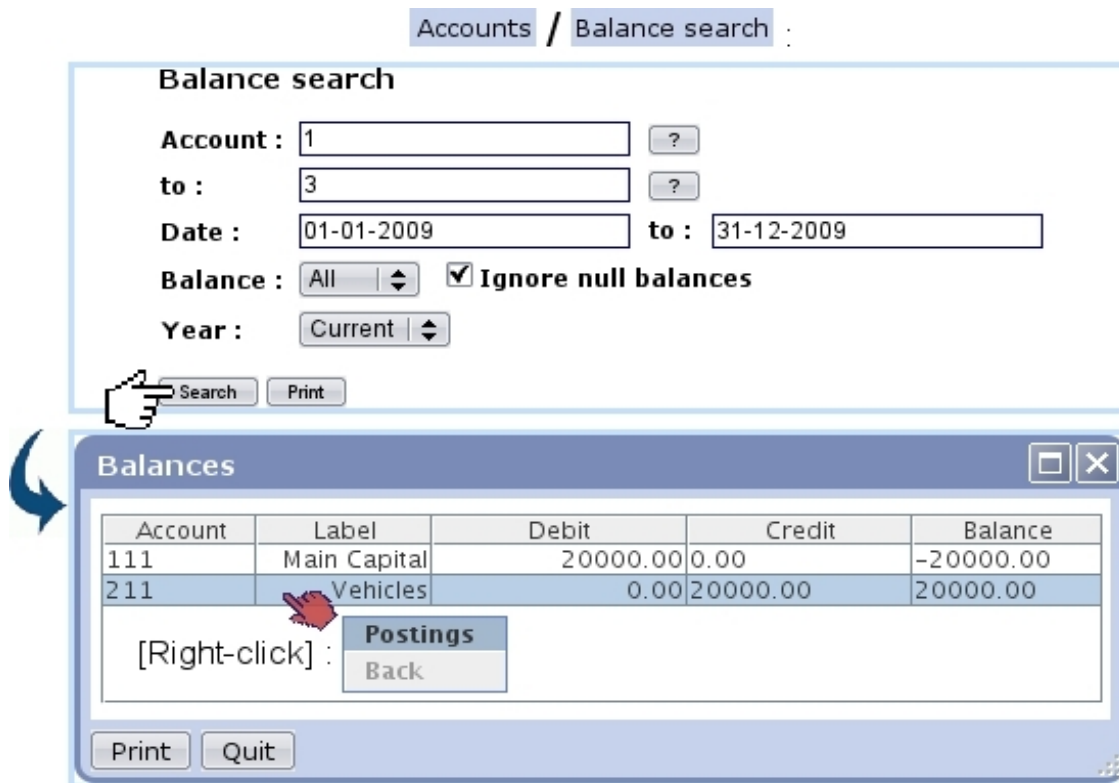 Accounts / Balance search :
Balance search
Account : 1 ?
to : 3 ?
Date : 01-01-2009 to : 31-12-2009
Balance : All Ignore null balances
Year : Current
Search Print
Balances
Account Label Debit Credit Balance
111 Main Capital 20000.00 0.00 -20000.00
211 Vehicles 0.00 20000.00 20000.00
[Right-click] : Postings
Back
Print Quit